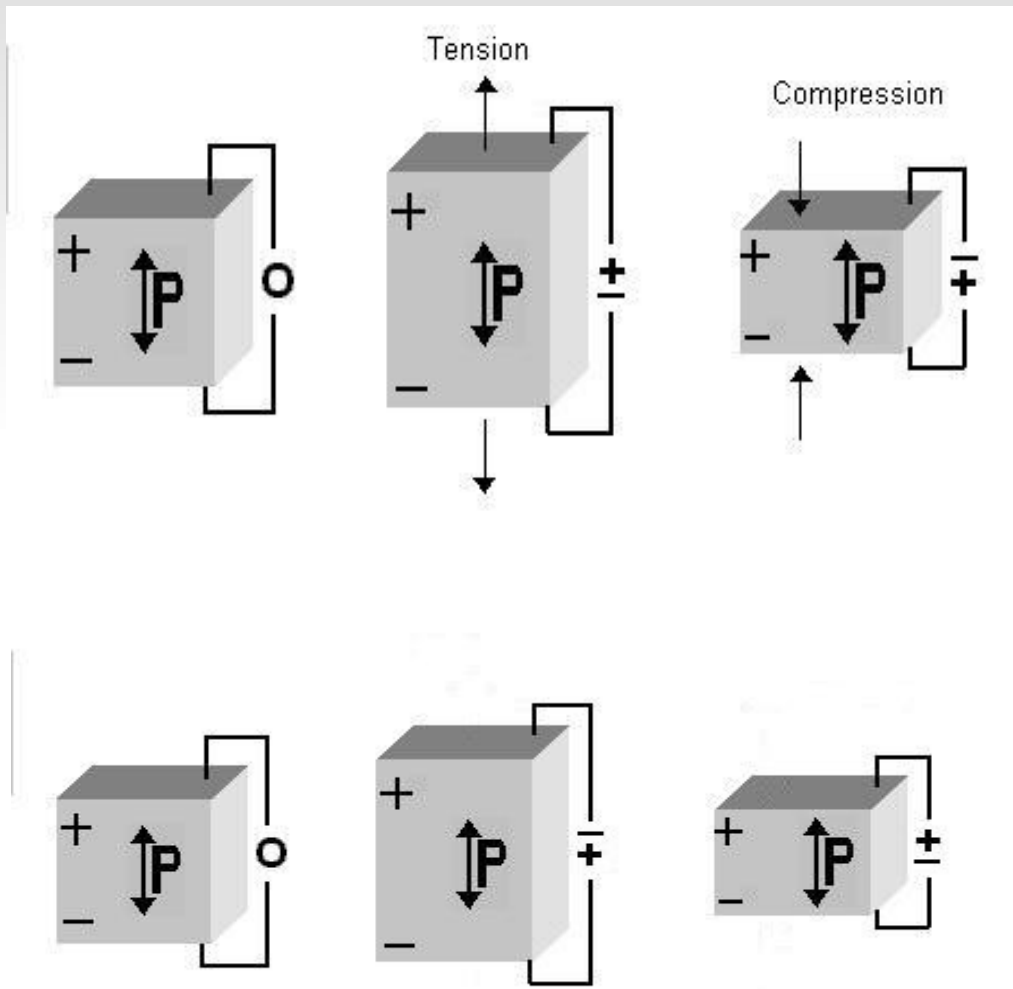 Tension
Compression
+ + +
P O P + − P − +
− − −
+ + +
P O P − + P + −
− − −